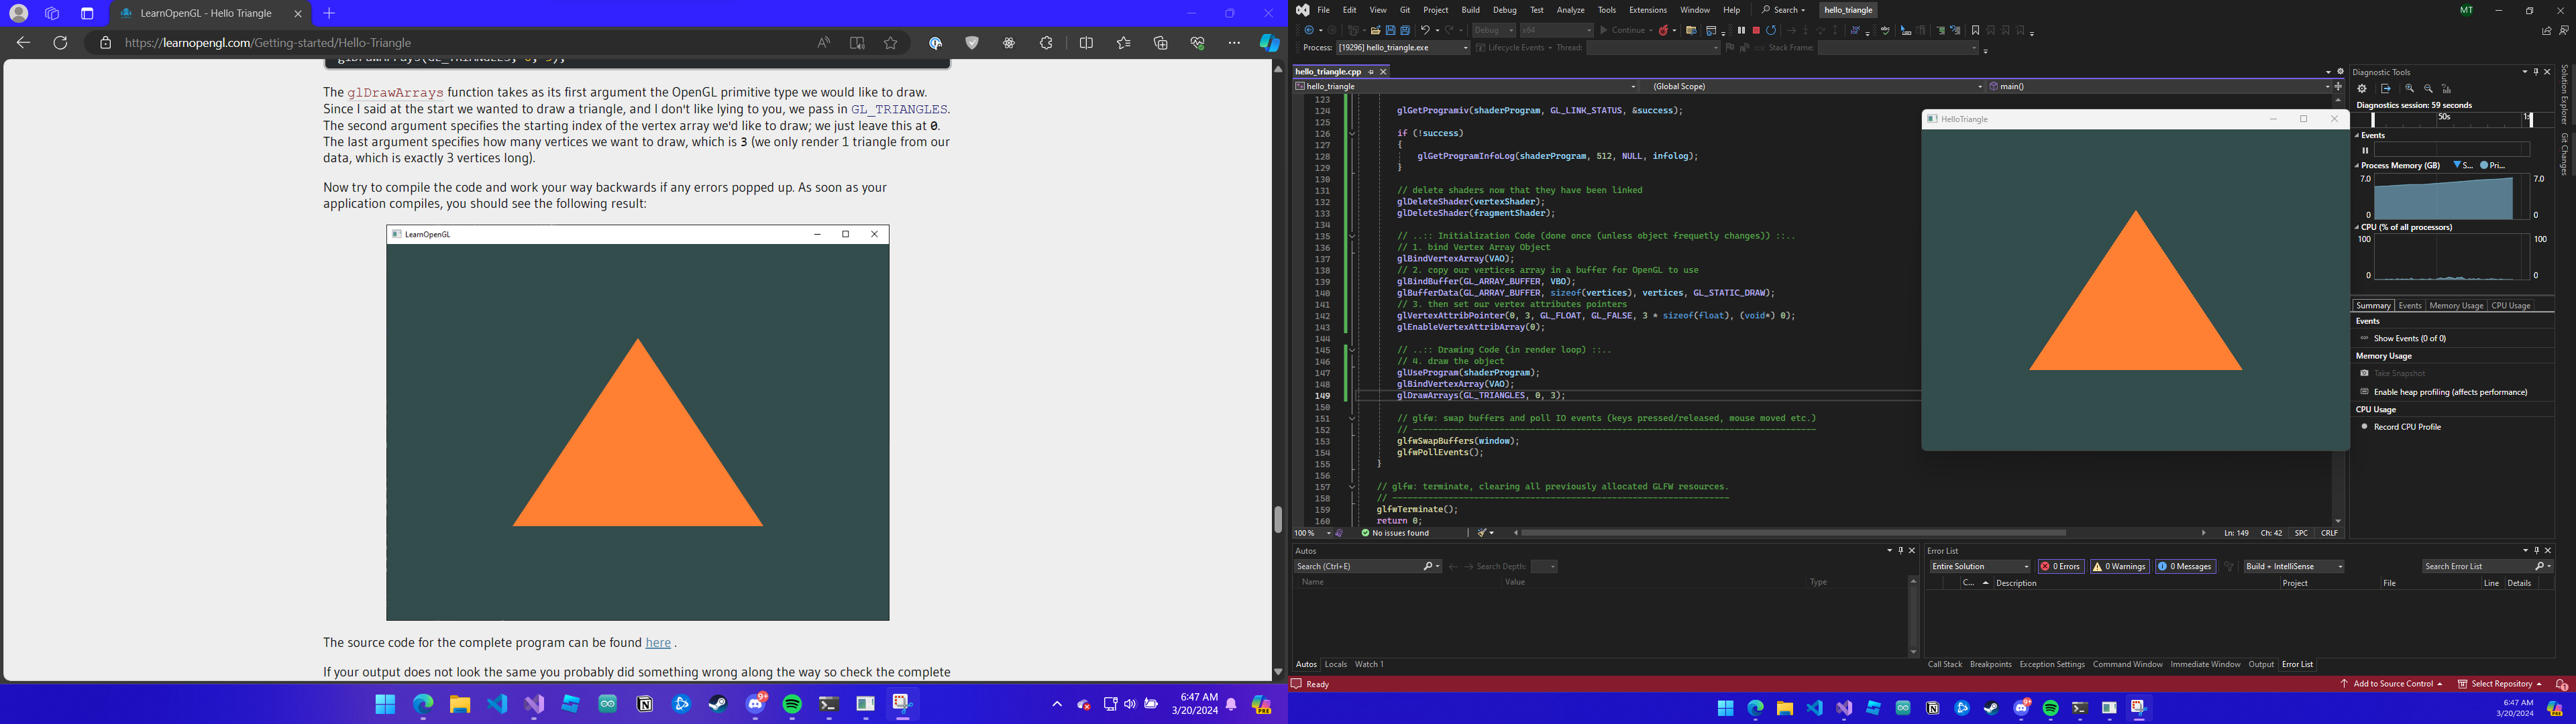 LearnOpenGL - Hello Triangle
https://learnopengl.com/Getting-started/Hello-Triangle
The glDrawArrays function takes as its first argument the OpenGL primitive type we would like to draw.
Since I said at the start we wanted to draw a triangle, and I don't like lying to you, we pass in GL_TRIANGLES.
The second argument specifies the starting index of the vertex array we'd like to draw; we just leave this at 0.
The last argument specifies how many vertices we want to draw, which is 3 (we only render 1 triangle from our
data, which is exactly 3 vertices long).
Now try to compile the code and work your way backwards if any errors popped up. As soon as your
application compiles, you should see the following result:
LearnOpenGL
The source code for the complete program can be found here .
If your output does not look the same you probably did something wrong along the way so check the complete
6:47 AM
3/20/2024
File Edit View Git Project Build Debug Test Analyze Tools Extensions Window Help Search hello_triangle MT
Debug x64 Continue
Process: [19296] hello_triangle.exe Lifecycle Events Thread: Stack Frame:
hello_triangle.cpp
hello_triangle (Global Scope) main()
123
124 glGetProgramiv(shaderProgram, GL_LINK_STATUS, &success);
125
126 if (!success)
127 {
128 glGetProgramInfoLog(shaderProgram, 512, NULL, infolog);
129 }
130
131 // delete shaders now that they have been linked
132 glDeleteShader(vertexShader);
133 glDeleteShader(fragmentShader);
134
135 // ..:: Initialization Code (done once (unless object frequetly changes)) ::..
136 // 1. bind Vertex Array Object
137 glBindVertexArray(VAO);
138 // 2. copy our vertices array in a buffer for OpenGL to use
139 glBindBuffer(GL_ARRAY_BUFFER, VBO);
140 glBufferData(GL_ARRAY_BUFFER, sizeof(vertices), vertices, GL_STATIC_DRAW);
141 // 3. then set our vertex attributes pointers
142 glVertexAttribPointer(0, 3, GL_FLOAT, GL_FALSE, 3 * sizeof(float), (void*) 0);
143 glEnableVertexAttribArray(0);
144
145 // ..:: Drawing Code (in render loop) ::..
146 // 4. draw the object
147 glUseProgram(shaderProgram);
148 glBindVertexArray(VAO);
149 glDrawArrays(GL_TRIANGLES, 0, 3);
150
151 // glfw: swap buffers and poll IO events (keys pressed/released, mouse moved etc.)
152 // -------------------------------------------------------------------------------
153 glfwSwapBuffers(window);
154 glfwPollEvents();
155 }
156
157 // glfw: terminate, clearing all previously allocated GLFW resources.
158 // ------------------------------------------------------------------
159 glfwTerminate();
160 return 0;
100 % No issues found Ln: 149 Ch: 42 SPC CRLF
HelloTriangle
Diagnostic Tools
Diagnostics session: 59 seconds
50s
Events
Process Memory (GB) S... Pri...
7.0 7.0
0 0
CPU (% of all processors)
100 100
0 0
Summary Events Memory Usage CPU Usage
Events
Show Events (0 of 0)
Memory Usage
Take Snapshot
Enable heap profiling (affects performance)
CPU Usage
Record CPU Profile
Solution Explorer
Git Changes
Autos
Search (Ctrl+E) Search Depth:
Name Value Type
Autos Locals Watch 1
Error List
Entire Solution 0 Errors 0 Warnings 0 Messages Build + IntelliSense Search Error List
C... Description Project File Line Details
Call Stack Breakpoints Exception Settings Command Window Immediate Window Output Error List
Ready Add to Source Control Select Repository
6:47 AM
3/20/2024